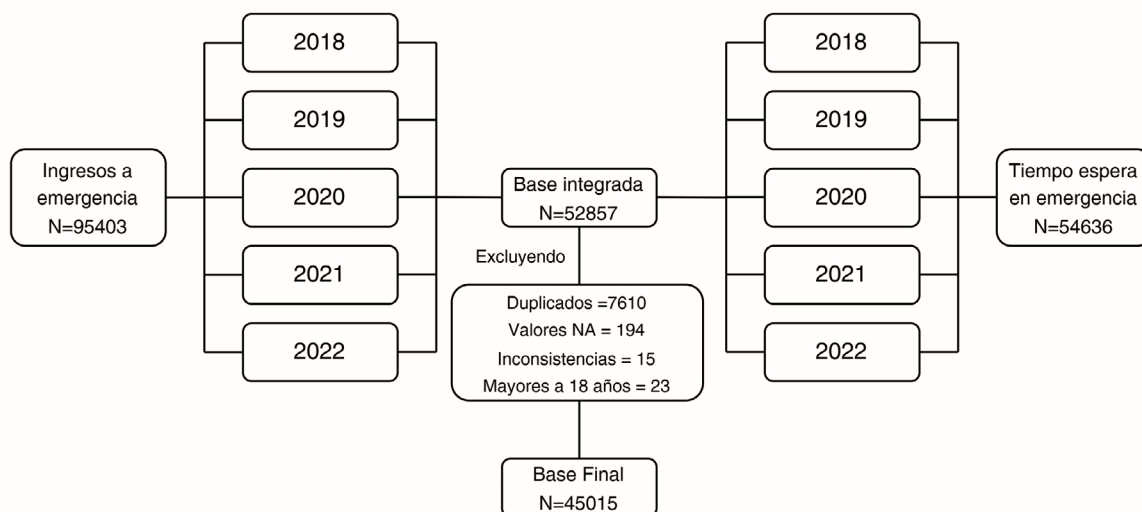 Ingresos a
emergencia
N=95403
2018
2019
2020
2021
2022
Base integrada
N=52857
Excluyendo
Duplicados =7610
Valores NA = 194
Inconsistencias = 15
Mayores a 18 años = 23
Base Final
N=45015
2018
2019
2020
2021
2022
Tiempo espera
en emergencia
N=54636